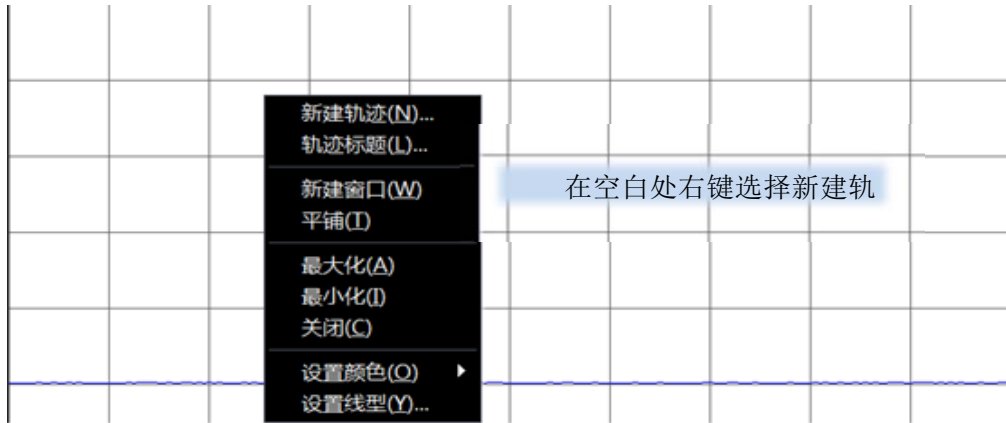 新建轨迹(N)...
轨迹标题(L)...
新建窗口(W)
平铺(T)
最大化(A)
最小化(I)
关闭(C)
设置颜色(O)
设置线型(Y)...
在空白处右键选择新建轨